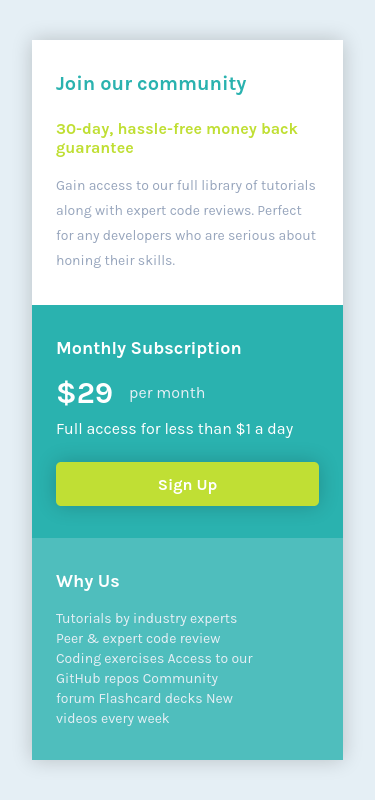 Join our community
30-day, hassle-free money back
guarantee
Gain access to our full library of tutorials
along with expert code reviews. Perfect
for any developers who are serious about
honing their skills.
Monthly Subscription
$29 per month
Full access for less than $1 a day
Sign Up
Why Us
Tutorials by industry experts
Peer & expert code review
Coding exercises Access to our
GitHub repos Community
forum Flashcard decks New
videos every week